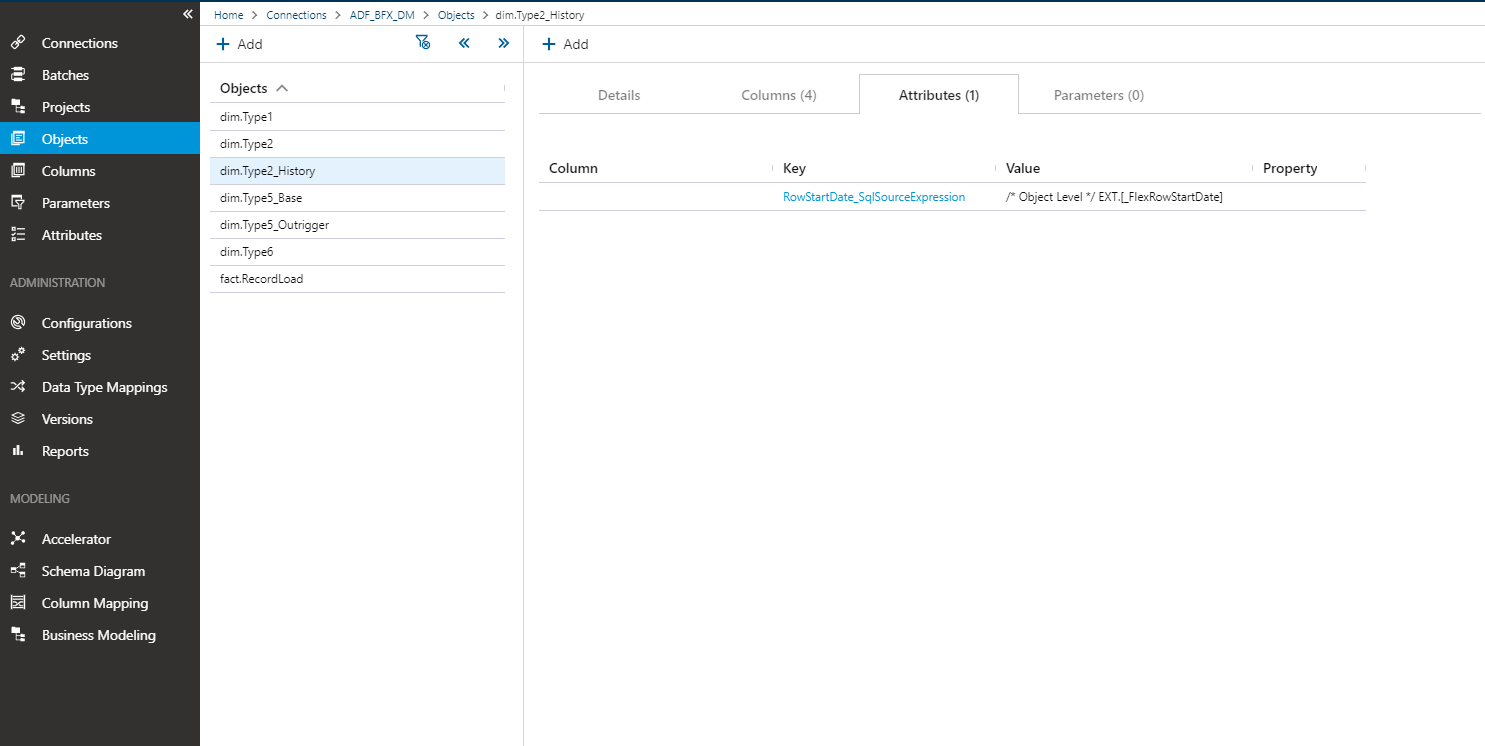 Home > Connections > ADF_BFX_DM > Objects > dim.Type2_History
Connections
Batches
Projects
Objects
Columns
Parameters
Attributes
ADMINISTRATION
Configurations
Settings
Data Type Mappings
Versions
Reports
MODELING
Accelerator
Schema Diagram
Column Mapping
Business Modeling
+ Add
Objects
dim.Type1
dim.Type2
dim.Type2_History
dim.Type5_Base
dim.Type5_Outrigger
dim.Type6
fact.RecordLoad
+ Add
Details Columns (4) Attributes (1) Parameters (0)
Column Key Value Property
RowStartDate_SqlSourceExpression /* Object Level */ EXT.[_FlexRowStartDate]